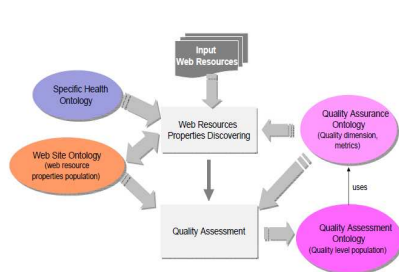 Input
Web Resources
Specific Health
Ontology
Web Resources
Properties Discovering
Quality Assurance
Ontology
(Quality dimension,
metrics)
Web Site Ontology
(web resource
properties population)
uses
Quality Assessment
Quality Assessment
Ontology
(Quality level population)